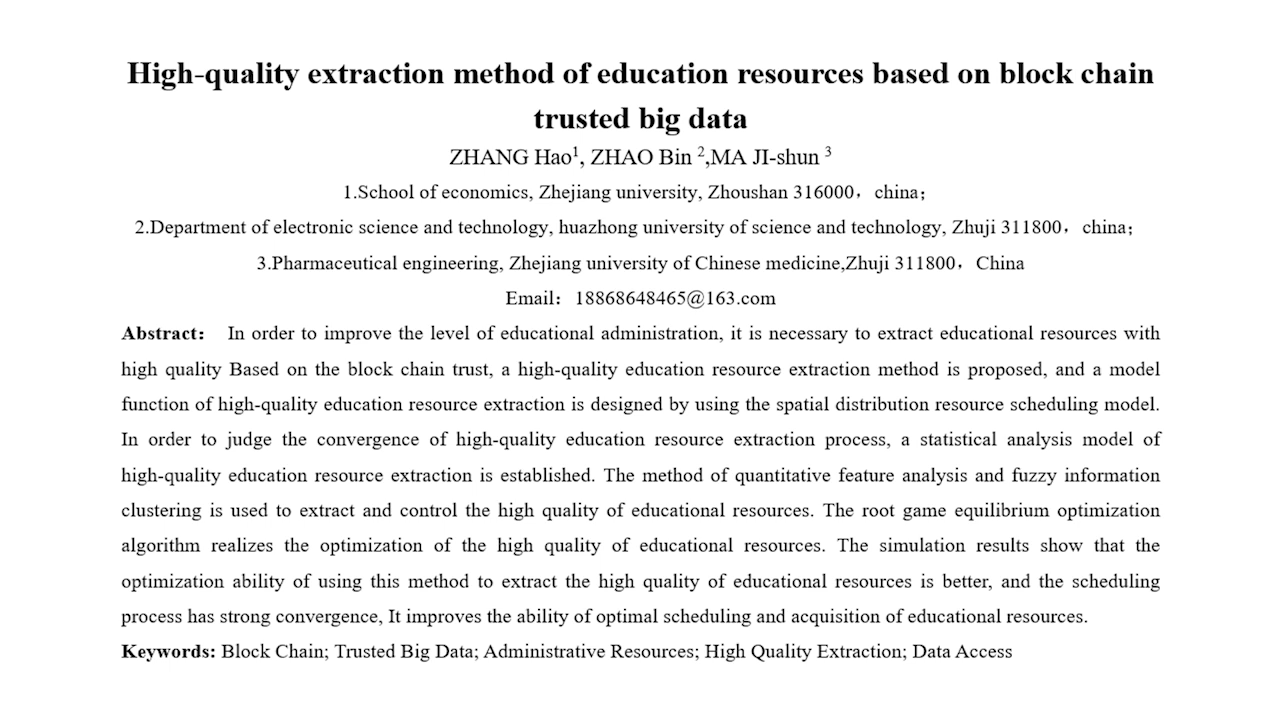 High-quality extraction method of education resources based on block chain
trusted big data
ZHANG Hao1, ZHAO Bin 2,MA JI-shun 3
1.School of economics, Zhejiang university, Zhoushan 316000，china；
2.Department of electronic science and technology, huazhong university of science and technology, Zhuji 311800，china；
3.Pharmaceutical engineering, Zhejiang university of Chinese medicine,Zhuji 311800，China
Email：18868648465@163.com
Abstract： In order to improve the level of educational administration, it is necessary to extract educational resources with
high quality Based on the block chain trust, a high-quality education resource extraction method is proposed, and a model
function of high-quality education resource extraction is designed by using the spatial distribution resource scheduling model.
In order to judge the convergence of high-quality education resource extraction process, a statistical analysis model of
high-quality education resource extraction is established. The method of quantitative feature analysis and fuzzy information
clustering is used to extract and control the high quality of educational resources. The root game equilibrium optimization
algorithm realizes the optimization of the high quality of educational resources. The simulation results show that the
optimization ability of using this method to extract the high quality of educational resources is better, and the scheduling
process has strong convergence, It improves the ability of optimal scheduling and acquisition of educational resources.
Keywords: Block Chain; Trusted Big Data; Administrative Resources; High Quality Extraction; Data Access